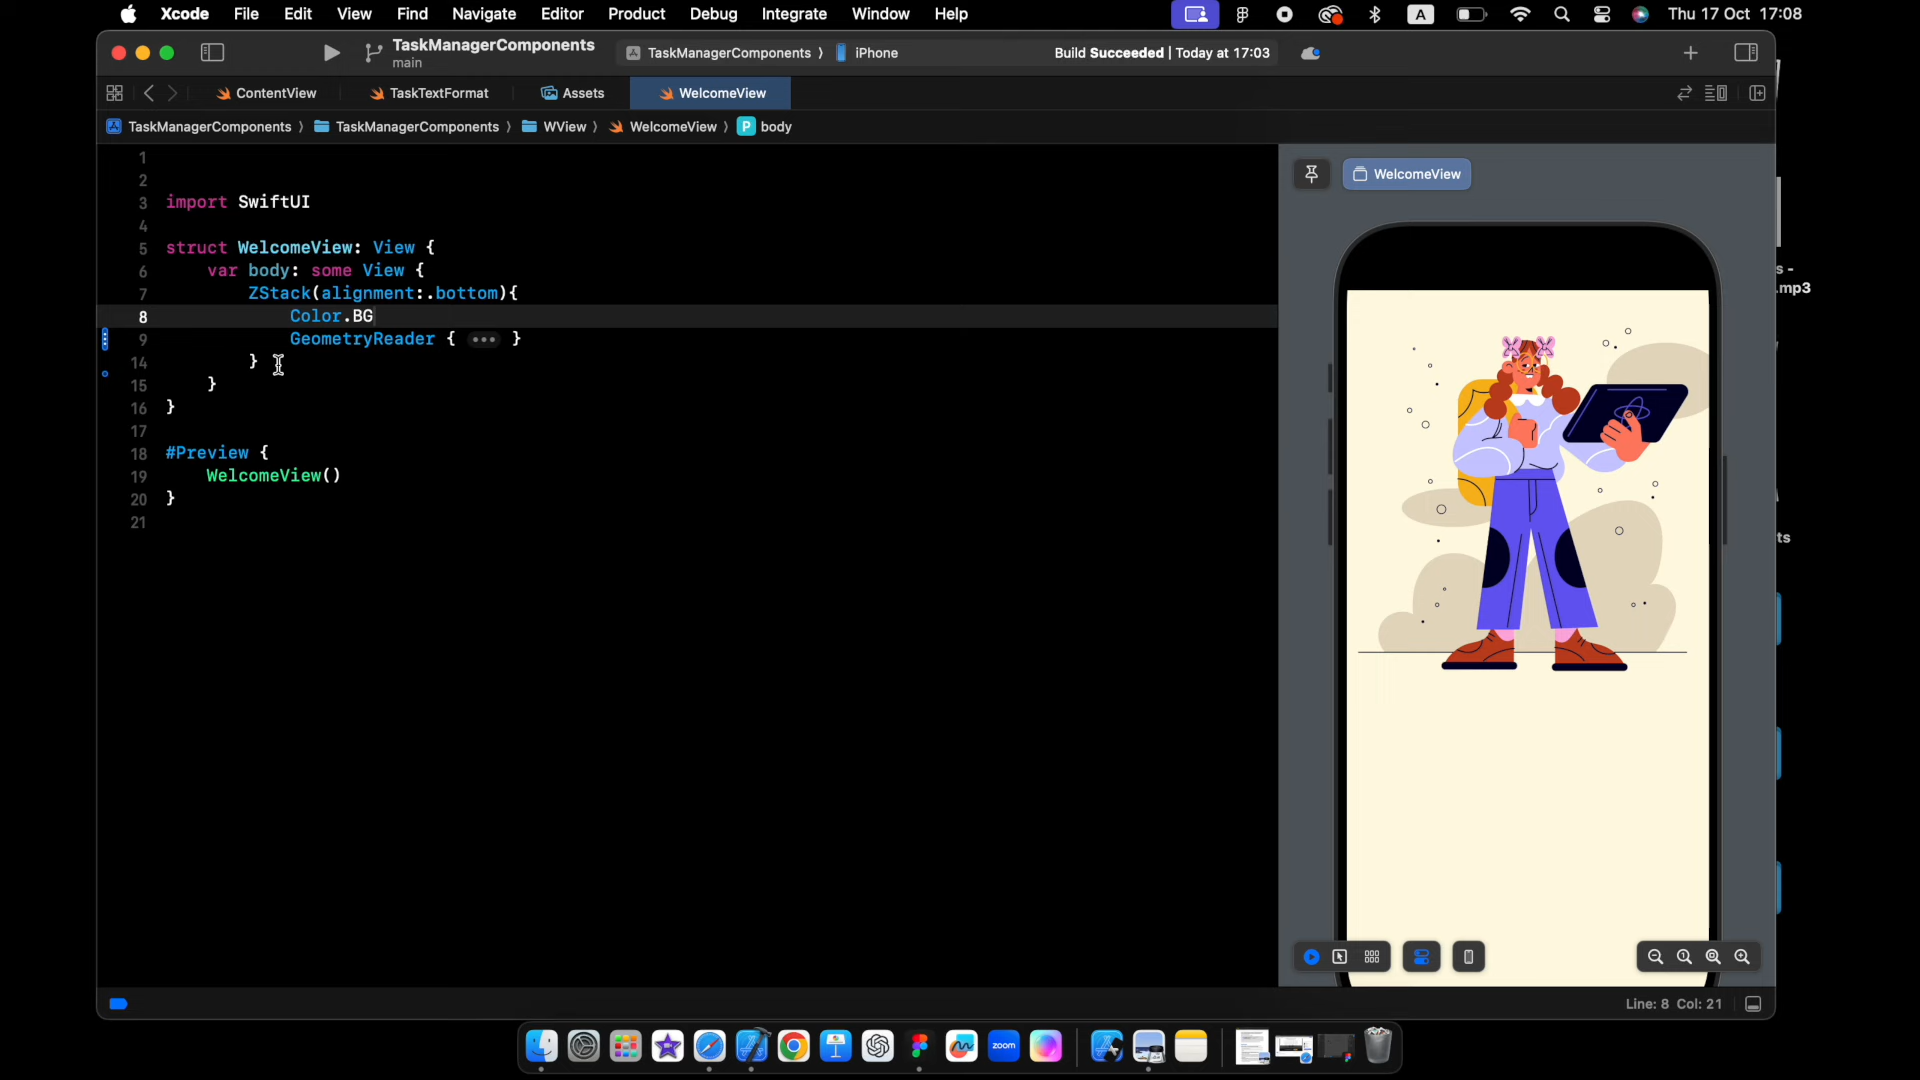 Xcode File Edit View Find Navigate Editor Product Debug Integrate Window Help A Thu 17 Oct 17:08
TaskManagerComponents
main
TaskManagerComponents 〉 iPhone
Build Succeeded | Today at 17:03
ContentView TaskTextFormat Assets WelcomeView
TaskManagerComponents 〉 TaskManagerComponents 〉 WView 〉 WelcomeView 〉 P body
1
2
3 import SwiftUI
4
5 struct WelcomeView: View {
6 var body: some View {
7 ZStack(alignment:.bottom){
8 Color.BG
9 GeometryReader { ••• }
14 }
15 }
16 }
17
18 #Preview {
19 WelcomeView()
20 }
21
WelcomeView
s -
.mp3
ts
Line: 8 Col: 21
zoom